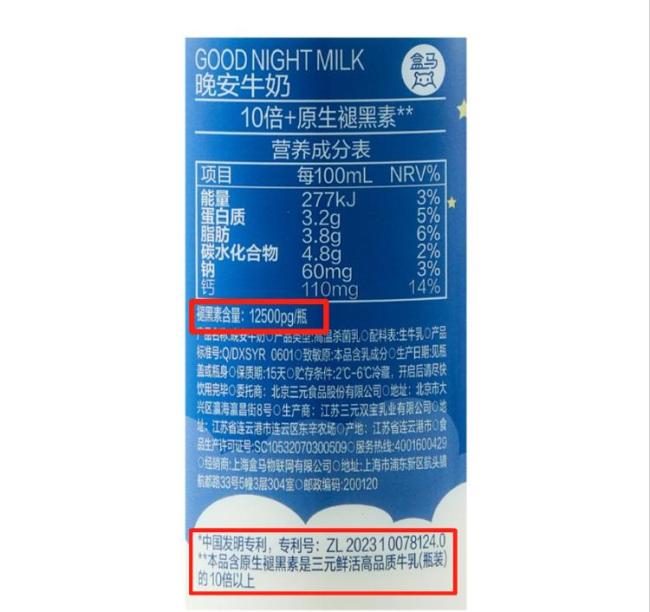 GOOD NIGHT MILK
盒马
晚安牛奶
10倍+原生褪黑素**
营养成分表
项目 每100mL NRV%
能量 277kJ 3%
蛋白质 3.2g 5%
脂肪 3.8g 6%
碳水化合物 4.8g 2%
钠 60mg 3%
钙 110mg 14%
褪黑素含量：12500pg/瓶
产品名称:晚安牛奶○产品类型:高温杀菌乳○配料表:生牛乳○产品
标准号:Q/DXSYR 0601○致敏原:本品含乳成分○生产日期:见瓶
盖或瓶身○保质期:15天○贮存条件:2℃-6℃冷藏，开启后请尽快
饮用完毕○委托商：北京三元食品股份有限公司○地址：北京市大
兴区瀛海瀛昌街8号○生产商：江苏三元双宝乳业有限公司○地
址：江苏省连云港市连云区东辛农场○产地：江苏省连云港市○食
品生产许可证号:SC10532070300509○服务热线:4001600429
○经销商:上海盒马物联网有限公司○地址:上海市浦东新区航头镇
航都路33号5幢3层304室○邮政编码:200120
*中国发明专利，专利号：ZL 2023 1 0078124.0
**本品含原生褪黑素是三元鲜活高品质牛乳(瓶装)
的10倍以上